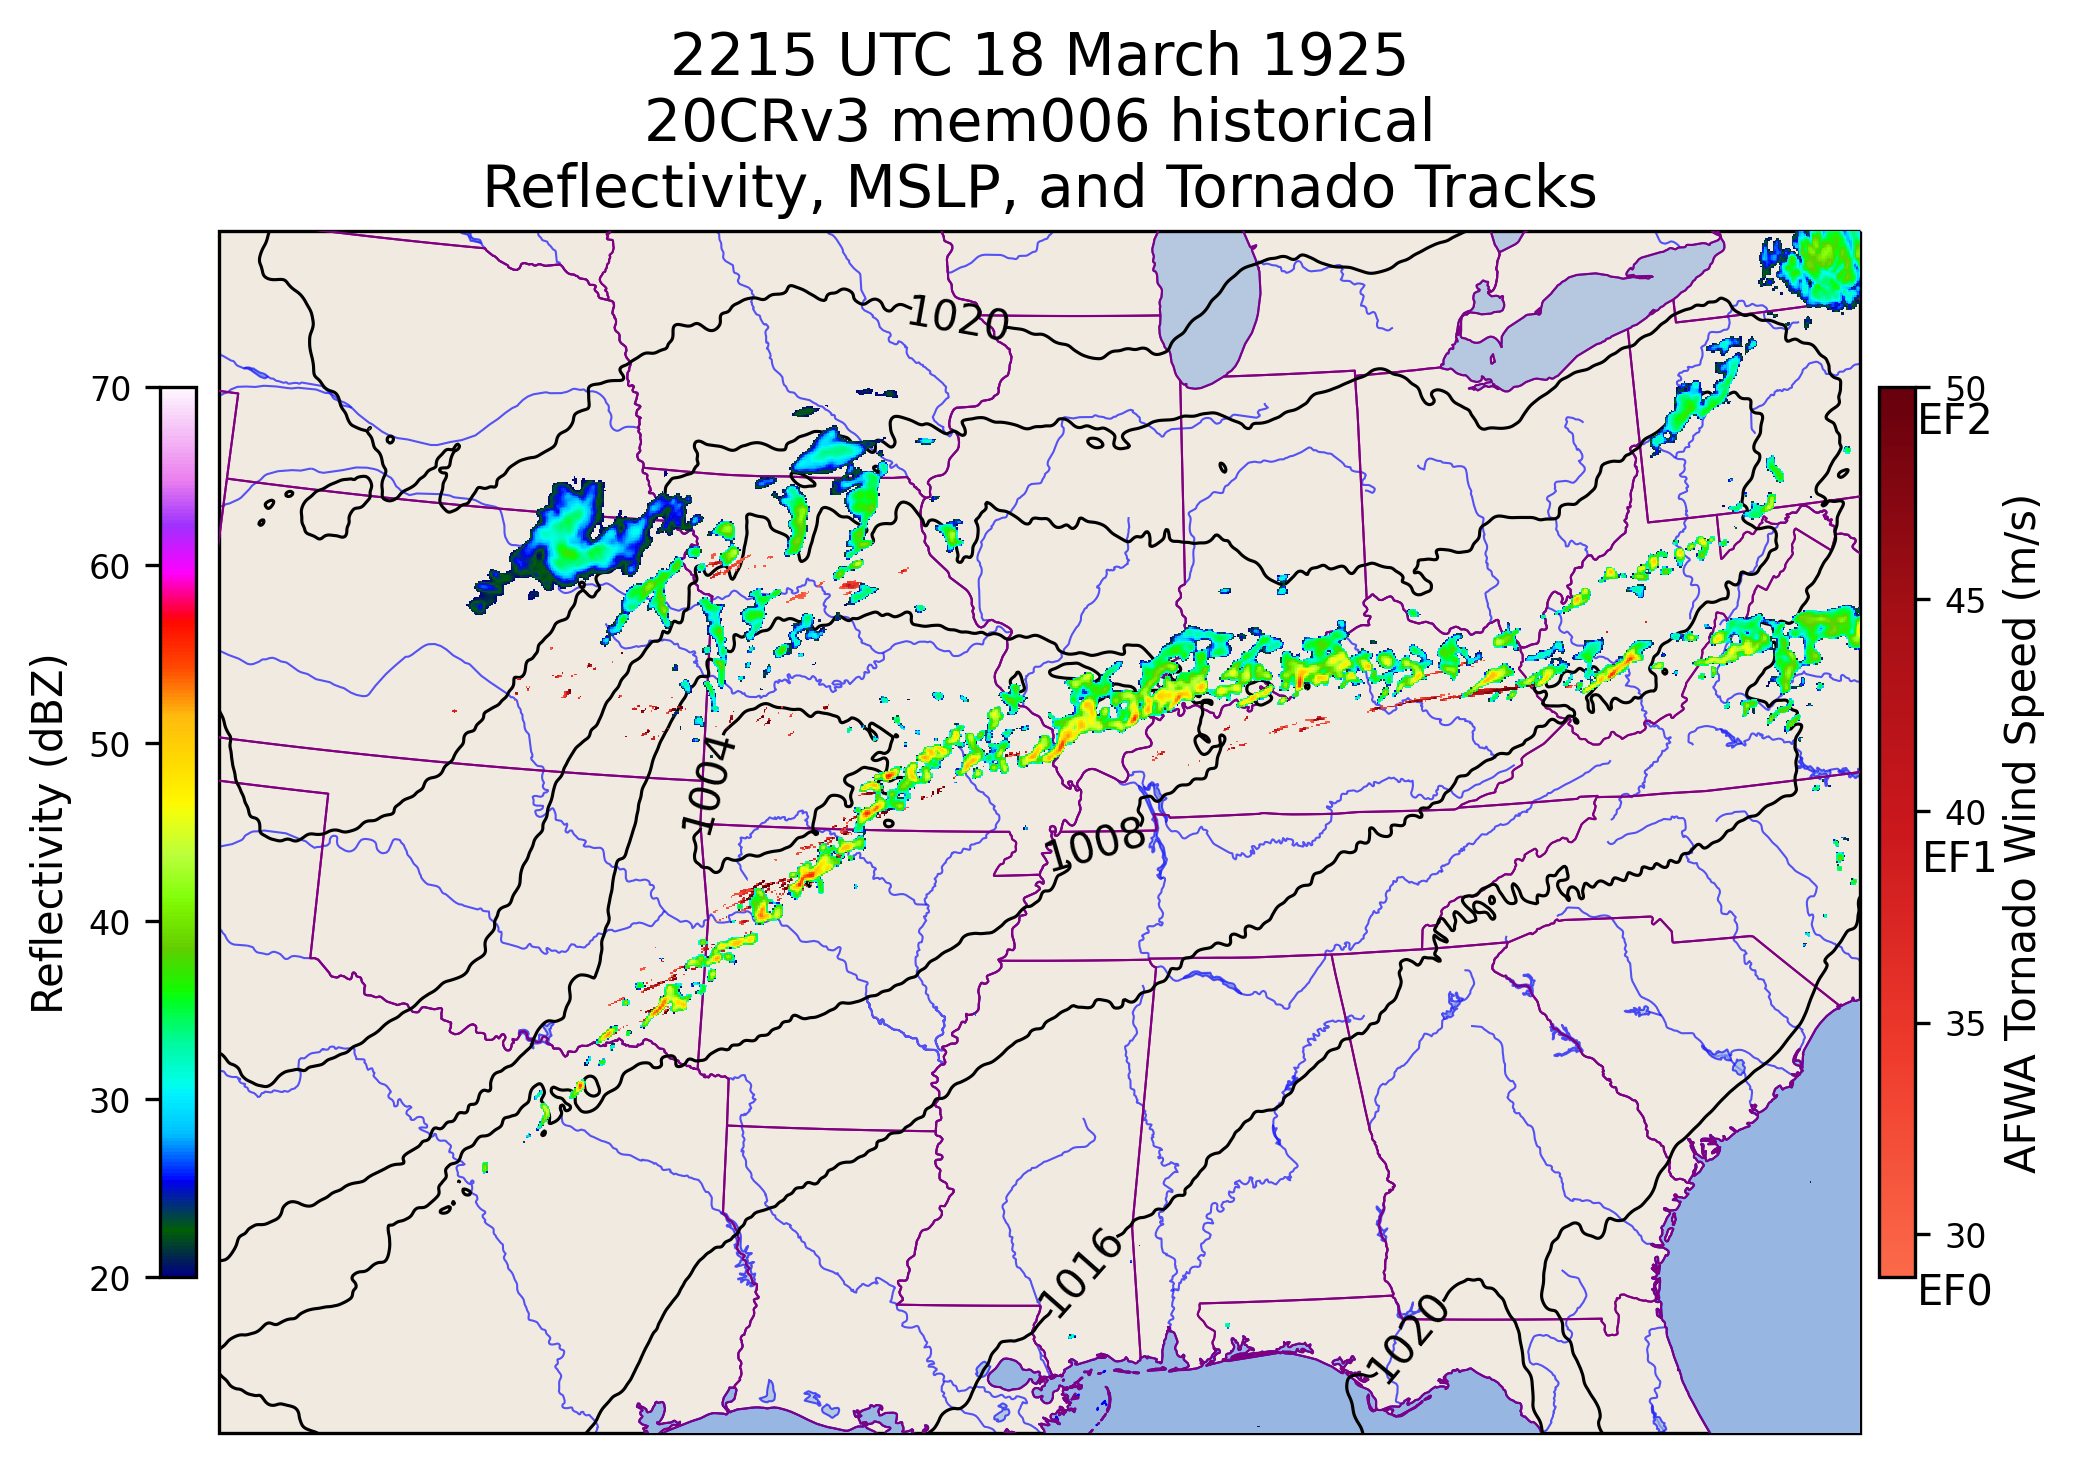 2215 UTC 18 March 1925
20CRv3 mem006 historical
Reflectivity, MSLP, and Tornado Tracks
Reflectivity (dBZ)
70
60
50
40
30
20
1020
1004
1008
1016
1020
50
EF2
45
40
EF1
35
30
EF0
AFWA Tornado Wind Speed (m/s)